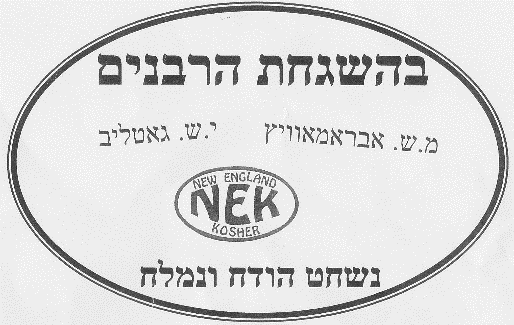 בהשגחת הרבנים
מ.ש. אבראמאוויץ י.ש. גאטליב
NEW ENGLAND
NEK
KOSHER
נשחט הודח ונמלח